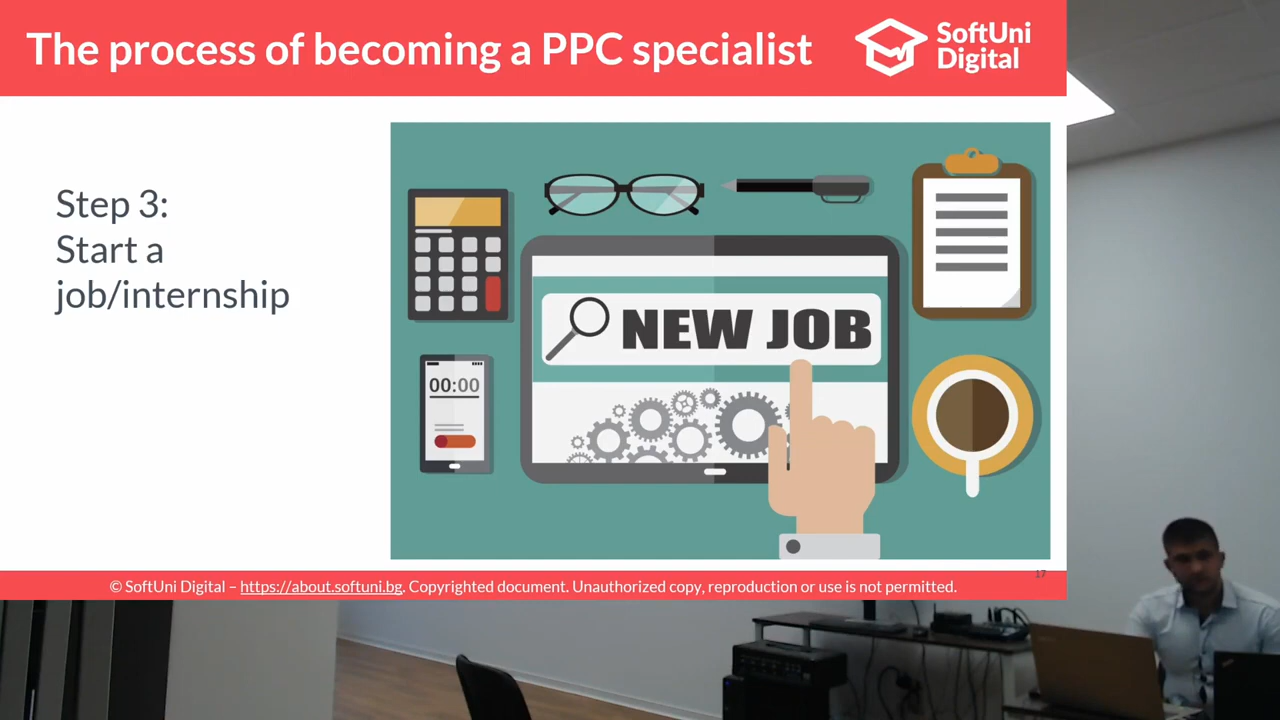 The process of becoming a PPC specialist
SoftUni
Digital
Step 3:
Start a
job/internship
NEW JOB
00:00
17
© SoftUni Digital – https://about.softuni.bg. Copyrighted document. Unauthorized copy, reproduction or use is not permitted.